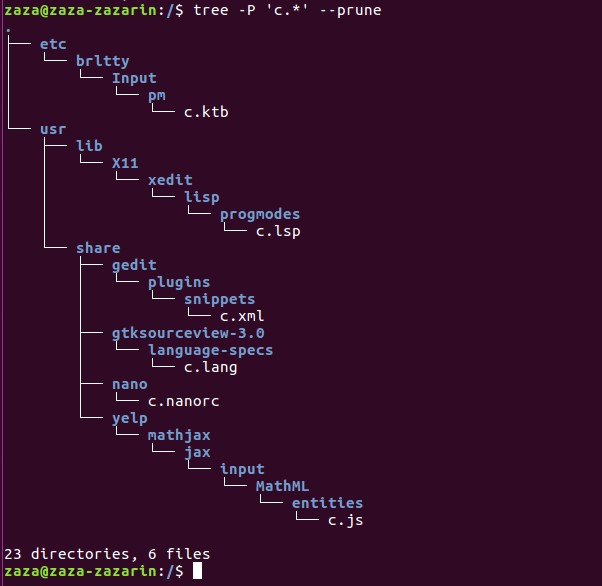 zaza@zaza-zazarin:/$ tree -P 'c.*' --prune
.
├── etc
│   └── brltty
│       └── Input
│           └── pm
│               └── c.ktb
└── usr
    ├── lib
    │   └── X11
    │       └── xedit
    │           └── lisp
    │               └── progmodes
    │                   └── c.lsp
    └── share
        ├── gedit
        │   └── plugins
        │       └── snippets
        │           └── c.xml
        ├── gtksourceview-3.0
        │   └── language-specs
        │       └── c.lang
        ├── nano
        │   └── c.nanorc
        └── yelp
            └── mathjax
                └── jax
                    └── input
                        └── MathML
                            └── entities
                                └── c.js

23 directories, 6 files
zaza@zaza-zazarin:/$